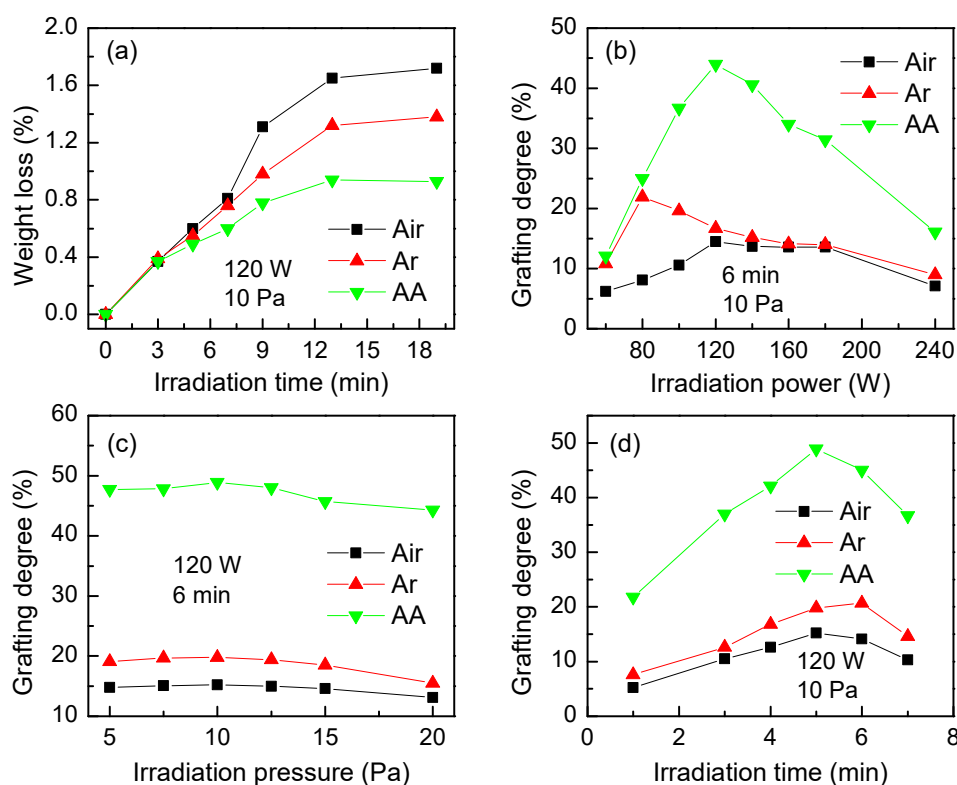 (a)
Weight loss (%)
2.0
1.6
1.2
0.8
0.4
0.0
Air
Ar
AA
120 W
10 Pa
0 3 6 9 12 15 18
Irradiation time (min)
(b)
Grafting degree (%)
50
40
30
20
10
0
Air
Ar
AA
6 min
10 Pa
80 120 160 200 240
Irradiation power (W)
(c)
Grafting degree (%)
60
50
40
30
20
10
Air
Ar
AA
120 W
6 min
5 10 15 20
Irradiation pressure (Pa)
(d)
Grafting degree (%)
50
40
30
20
10
0
Air
Ar
AA
120 W
10 Pa
0 2 4 6 8
Irradiation time (min)